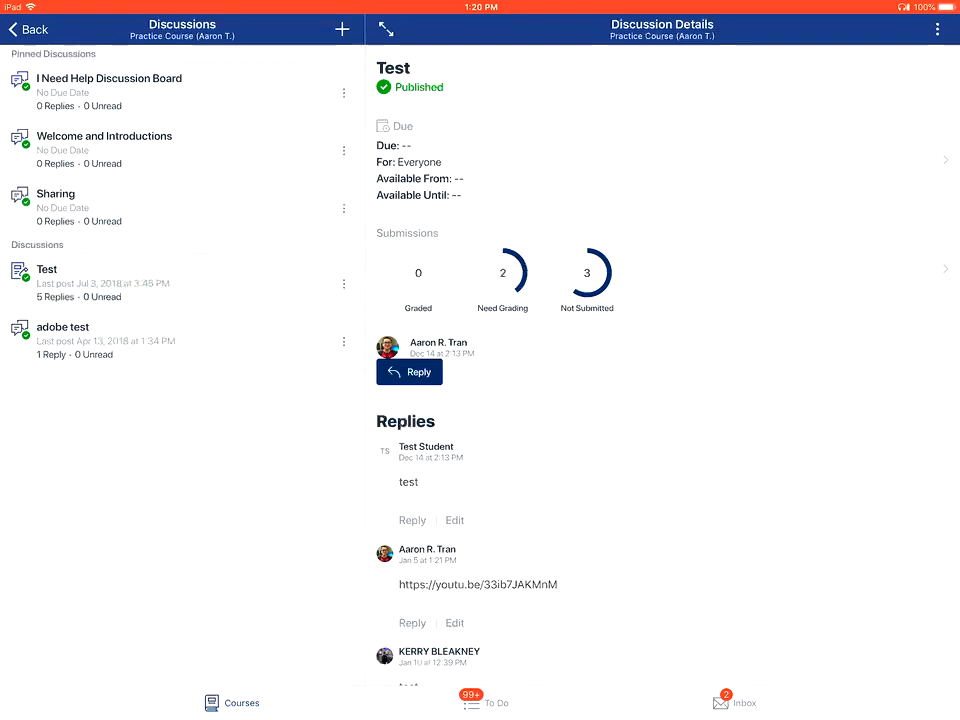 iPad
1:20 PM
100%
Back
Discussions
Practice Course (Aaron T.)
Discussion Details
Practice Course (Aaron T.)
Pinned Discussions
I Need Help Discussion Board
No Due Date
0 Replies · 0 Unread
Welcome and Introductions
No Due Date
0 Replies · 0 Unread
Sharing
No Due Date
0 Replies · 0 Unread
Discussions
Test
Last post Jul 3, 2018 at 3:45 PM
5 Replies · 0 Unread
adobe test
Last post Apr 13, 2018 at 1:34 PM
1 Reply · 0 Unread
Test
Published
Due
Due: --
For: Everyone
Available From: --
Available Until: --
Submissions
0
2
3
Graded
Need Grading
Not Submitted
Aaron R. Tran
Dec 14 at 2:13 PM
Reply
Replies
TS
Test Student
Dec 14 at 2:13 PM
test
Reply
Edit
Aaron R. Tran
Jan 5 at 1:21 PM
https://youtu.be/33ib7JAKMnM
Reply
Edit
KERRY BLEAKNEY
Jan 10 at 12:39 PM
Courses
99+
To Do
2
Inbox